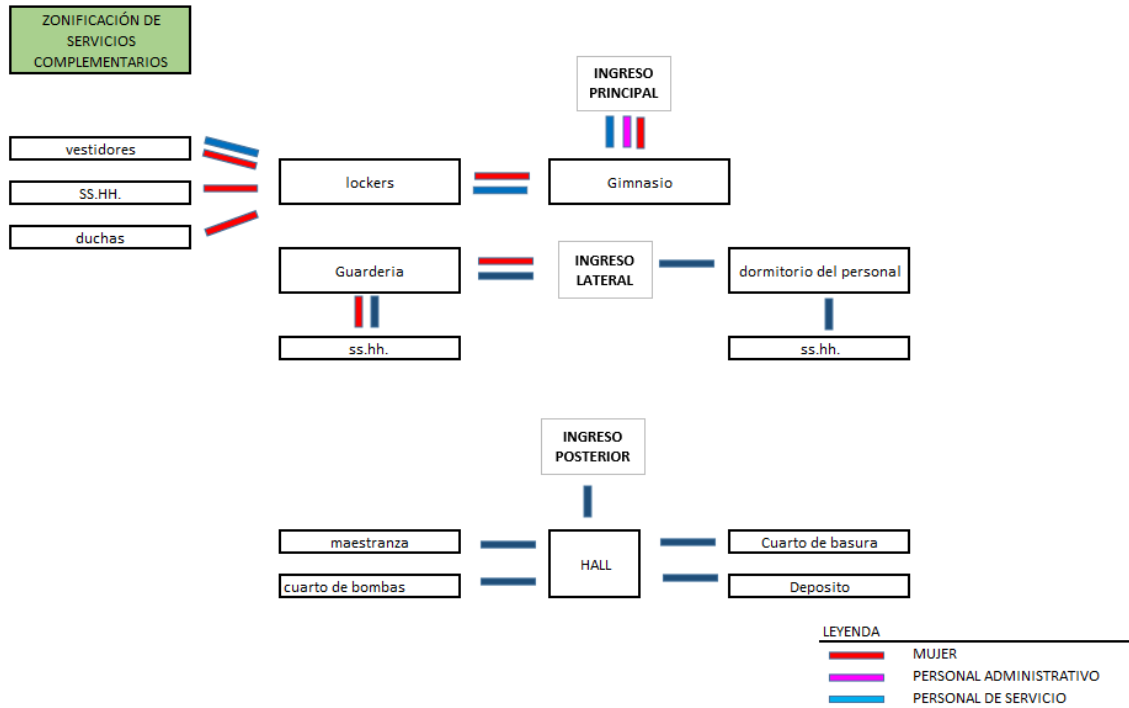 ZONIFICACIÓN DE
SERVICIOS
COMPLEMENTARIOS
INGRESO
PRINCIPAL
vestidores
SS.HH.
duchas
lockers
Gimnasio
Guarderia
INGRESO
LATERAL
dormitorio del personal
ss.hh.
ss.hh.
INGRESO
POSTERIOR
maestranza
cuarto de bombas
HALL
Cuarto de basura
Deposito
LEYENDA
MUJER
PERSONAL ADMINISTRATIVO
PERSONAL DE SERVICIO